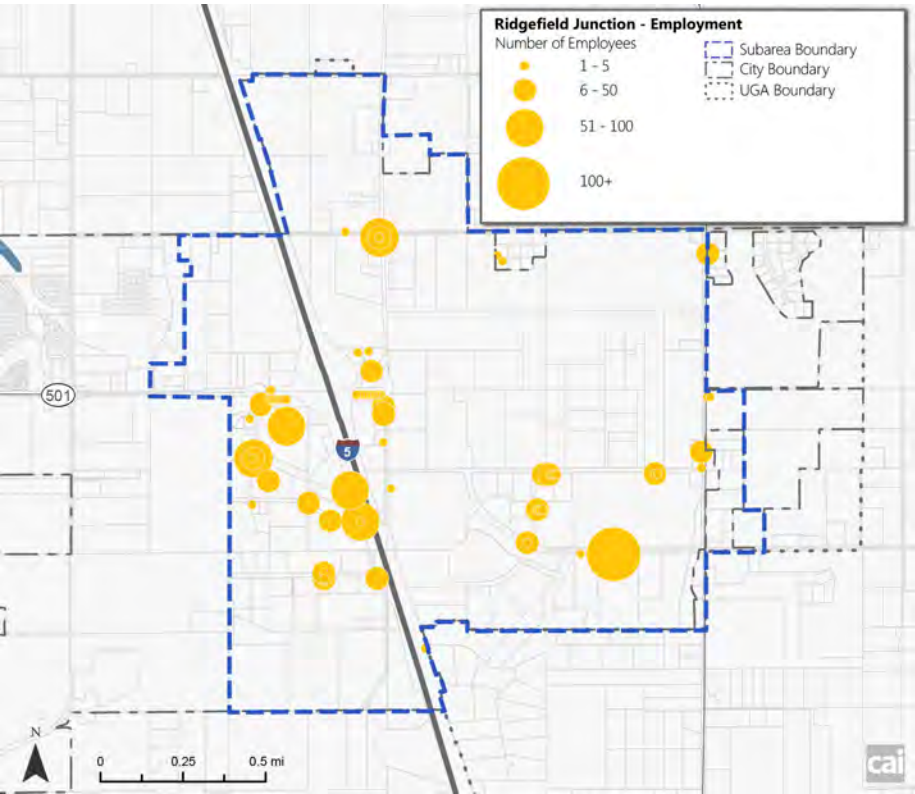 Ridgefield Junction - Employment
Number of Employees
1 - 5
6 - 50
51 - 100
100+
Subarea Boundary
City Boundary
UGA Boundary
501
5
N
0 0.25 0.5 mi
cai